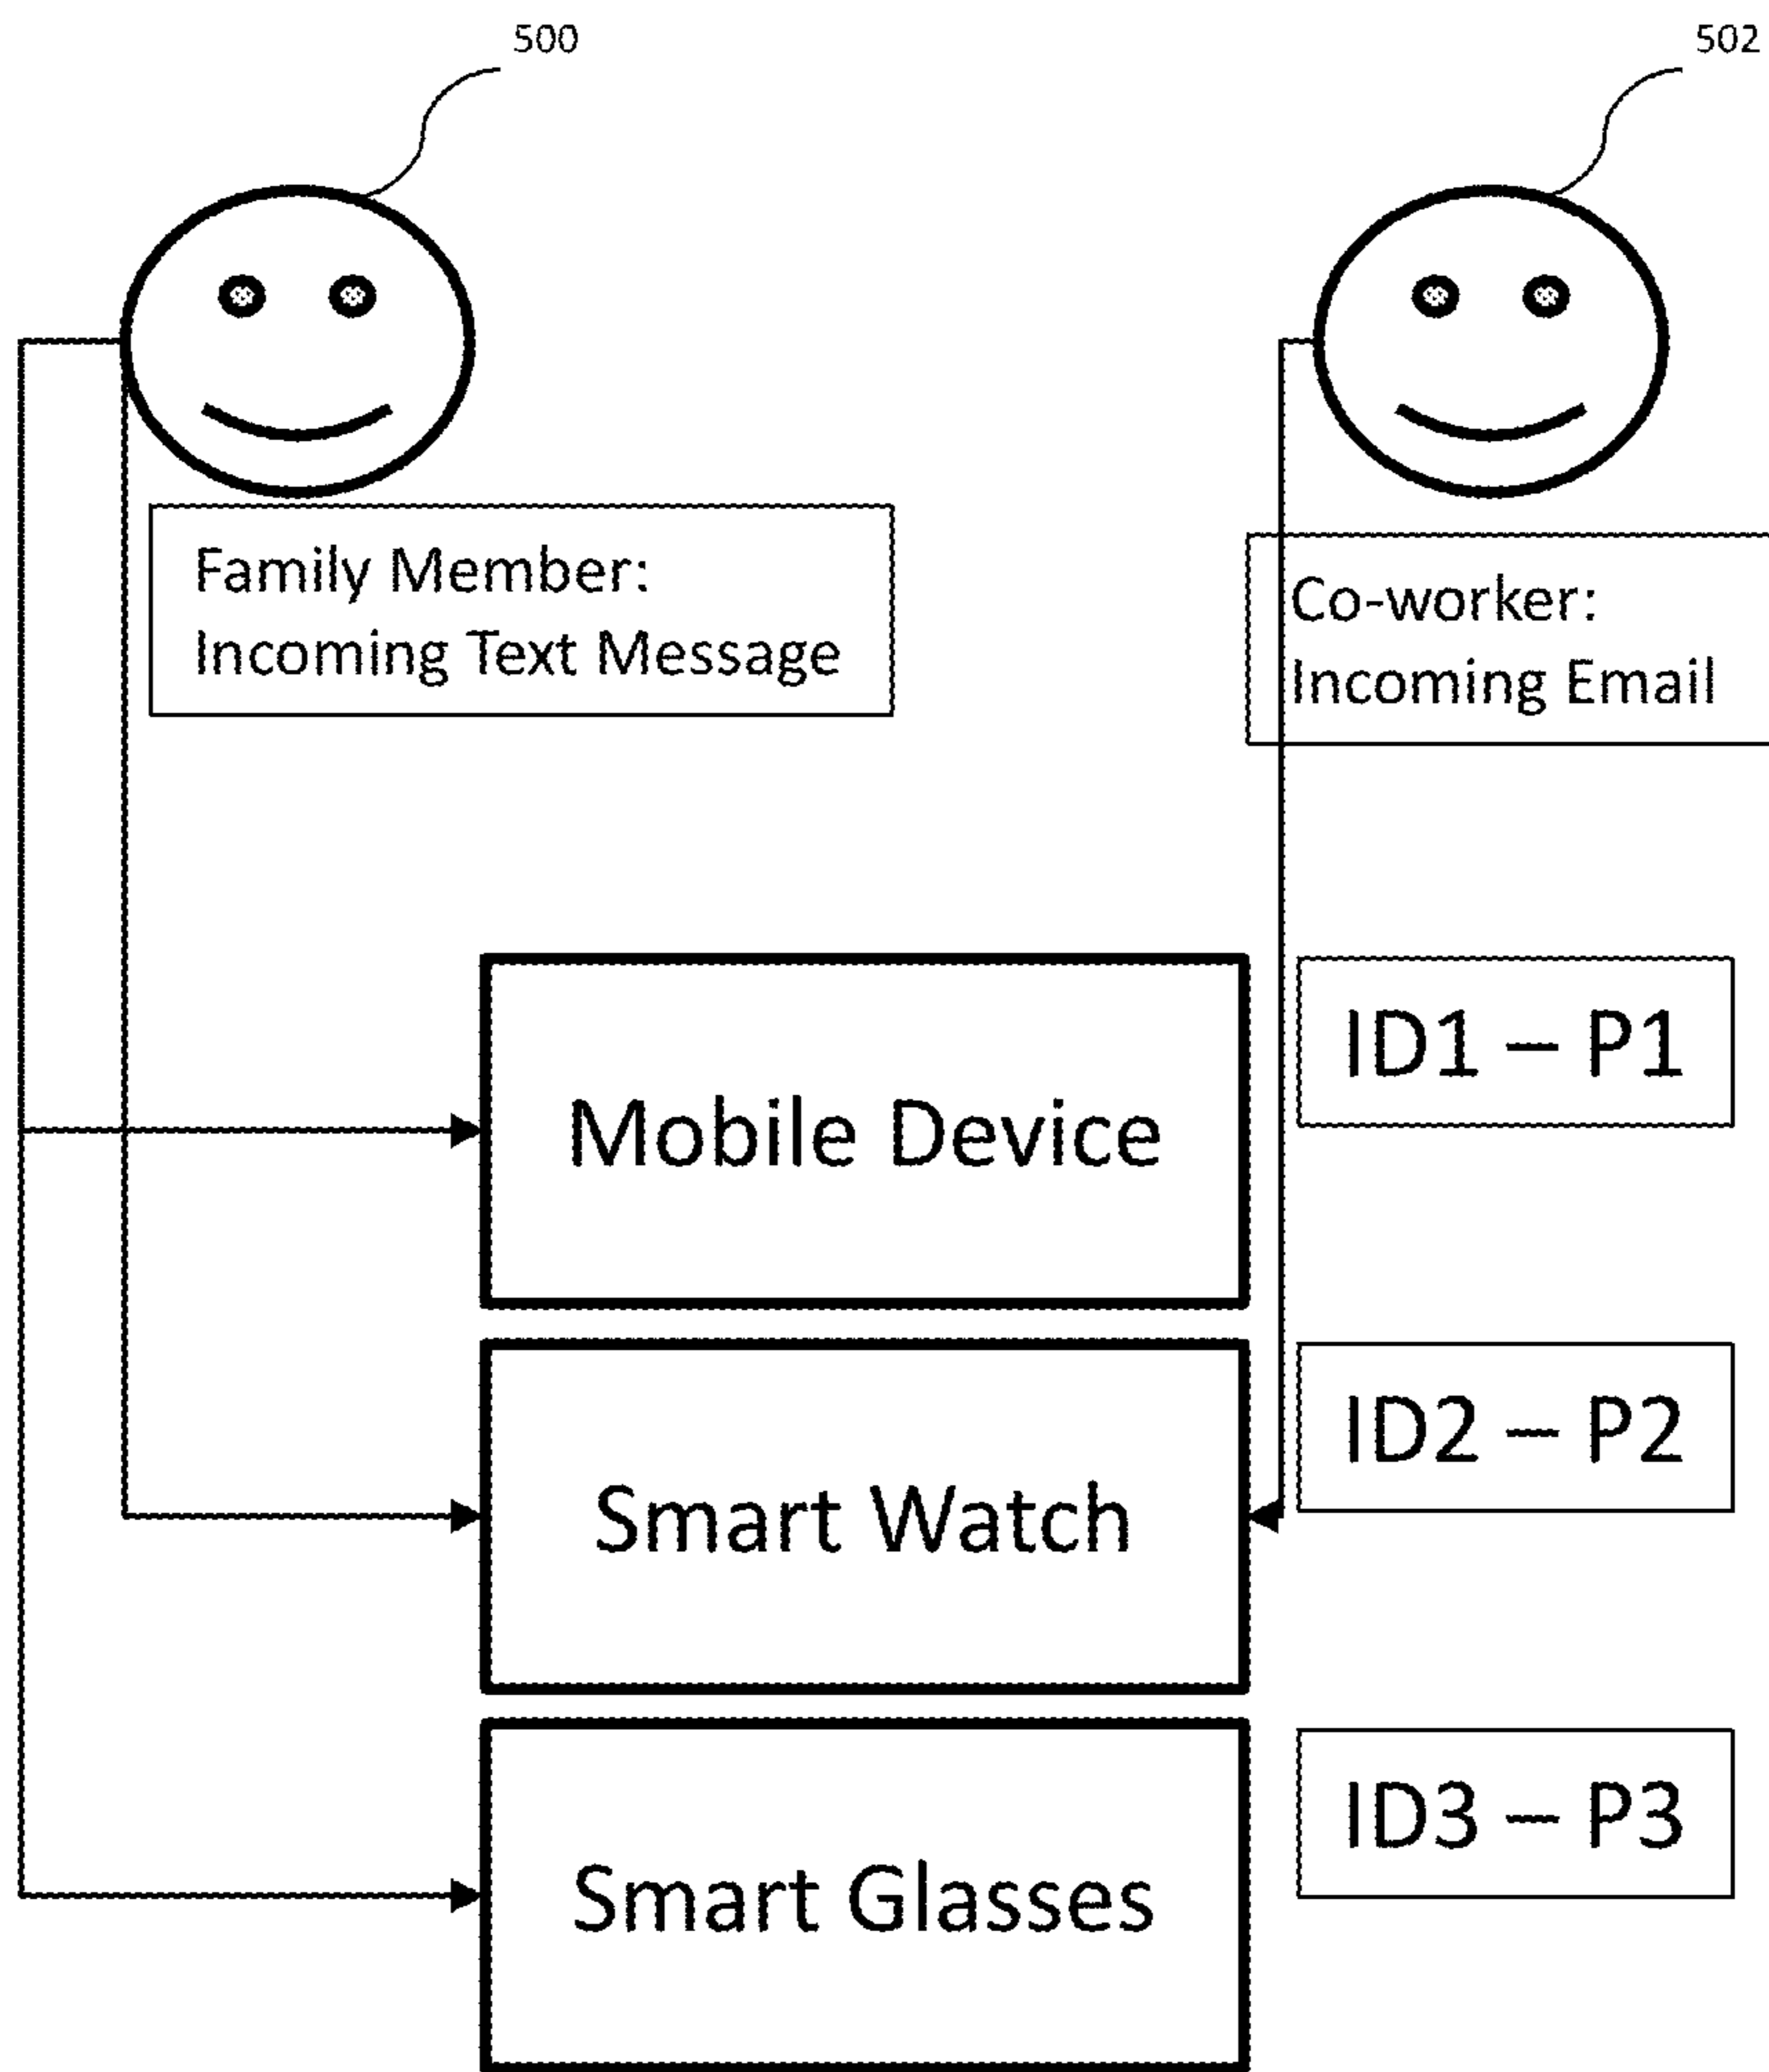 500
502
Family Member:
Incoming Text Message
Co-worker:
Incoming Email
Mobile Device
ID1 – P1
Smart Watch
ID2 – P2
Smart Glasses
ID3 – P3